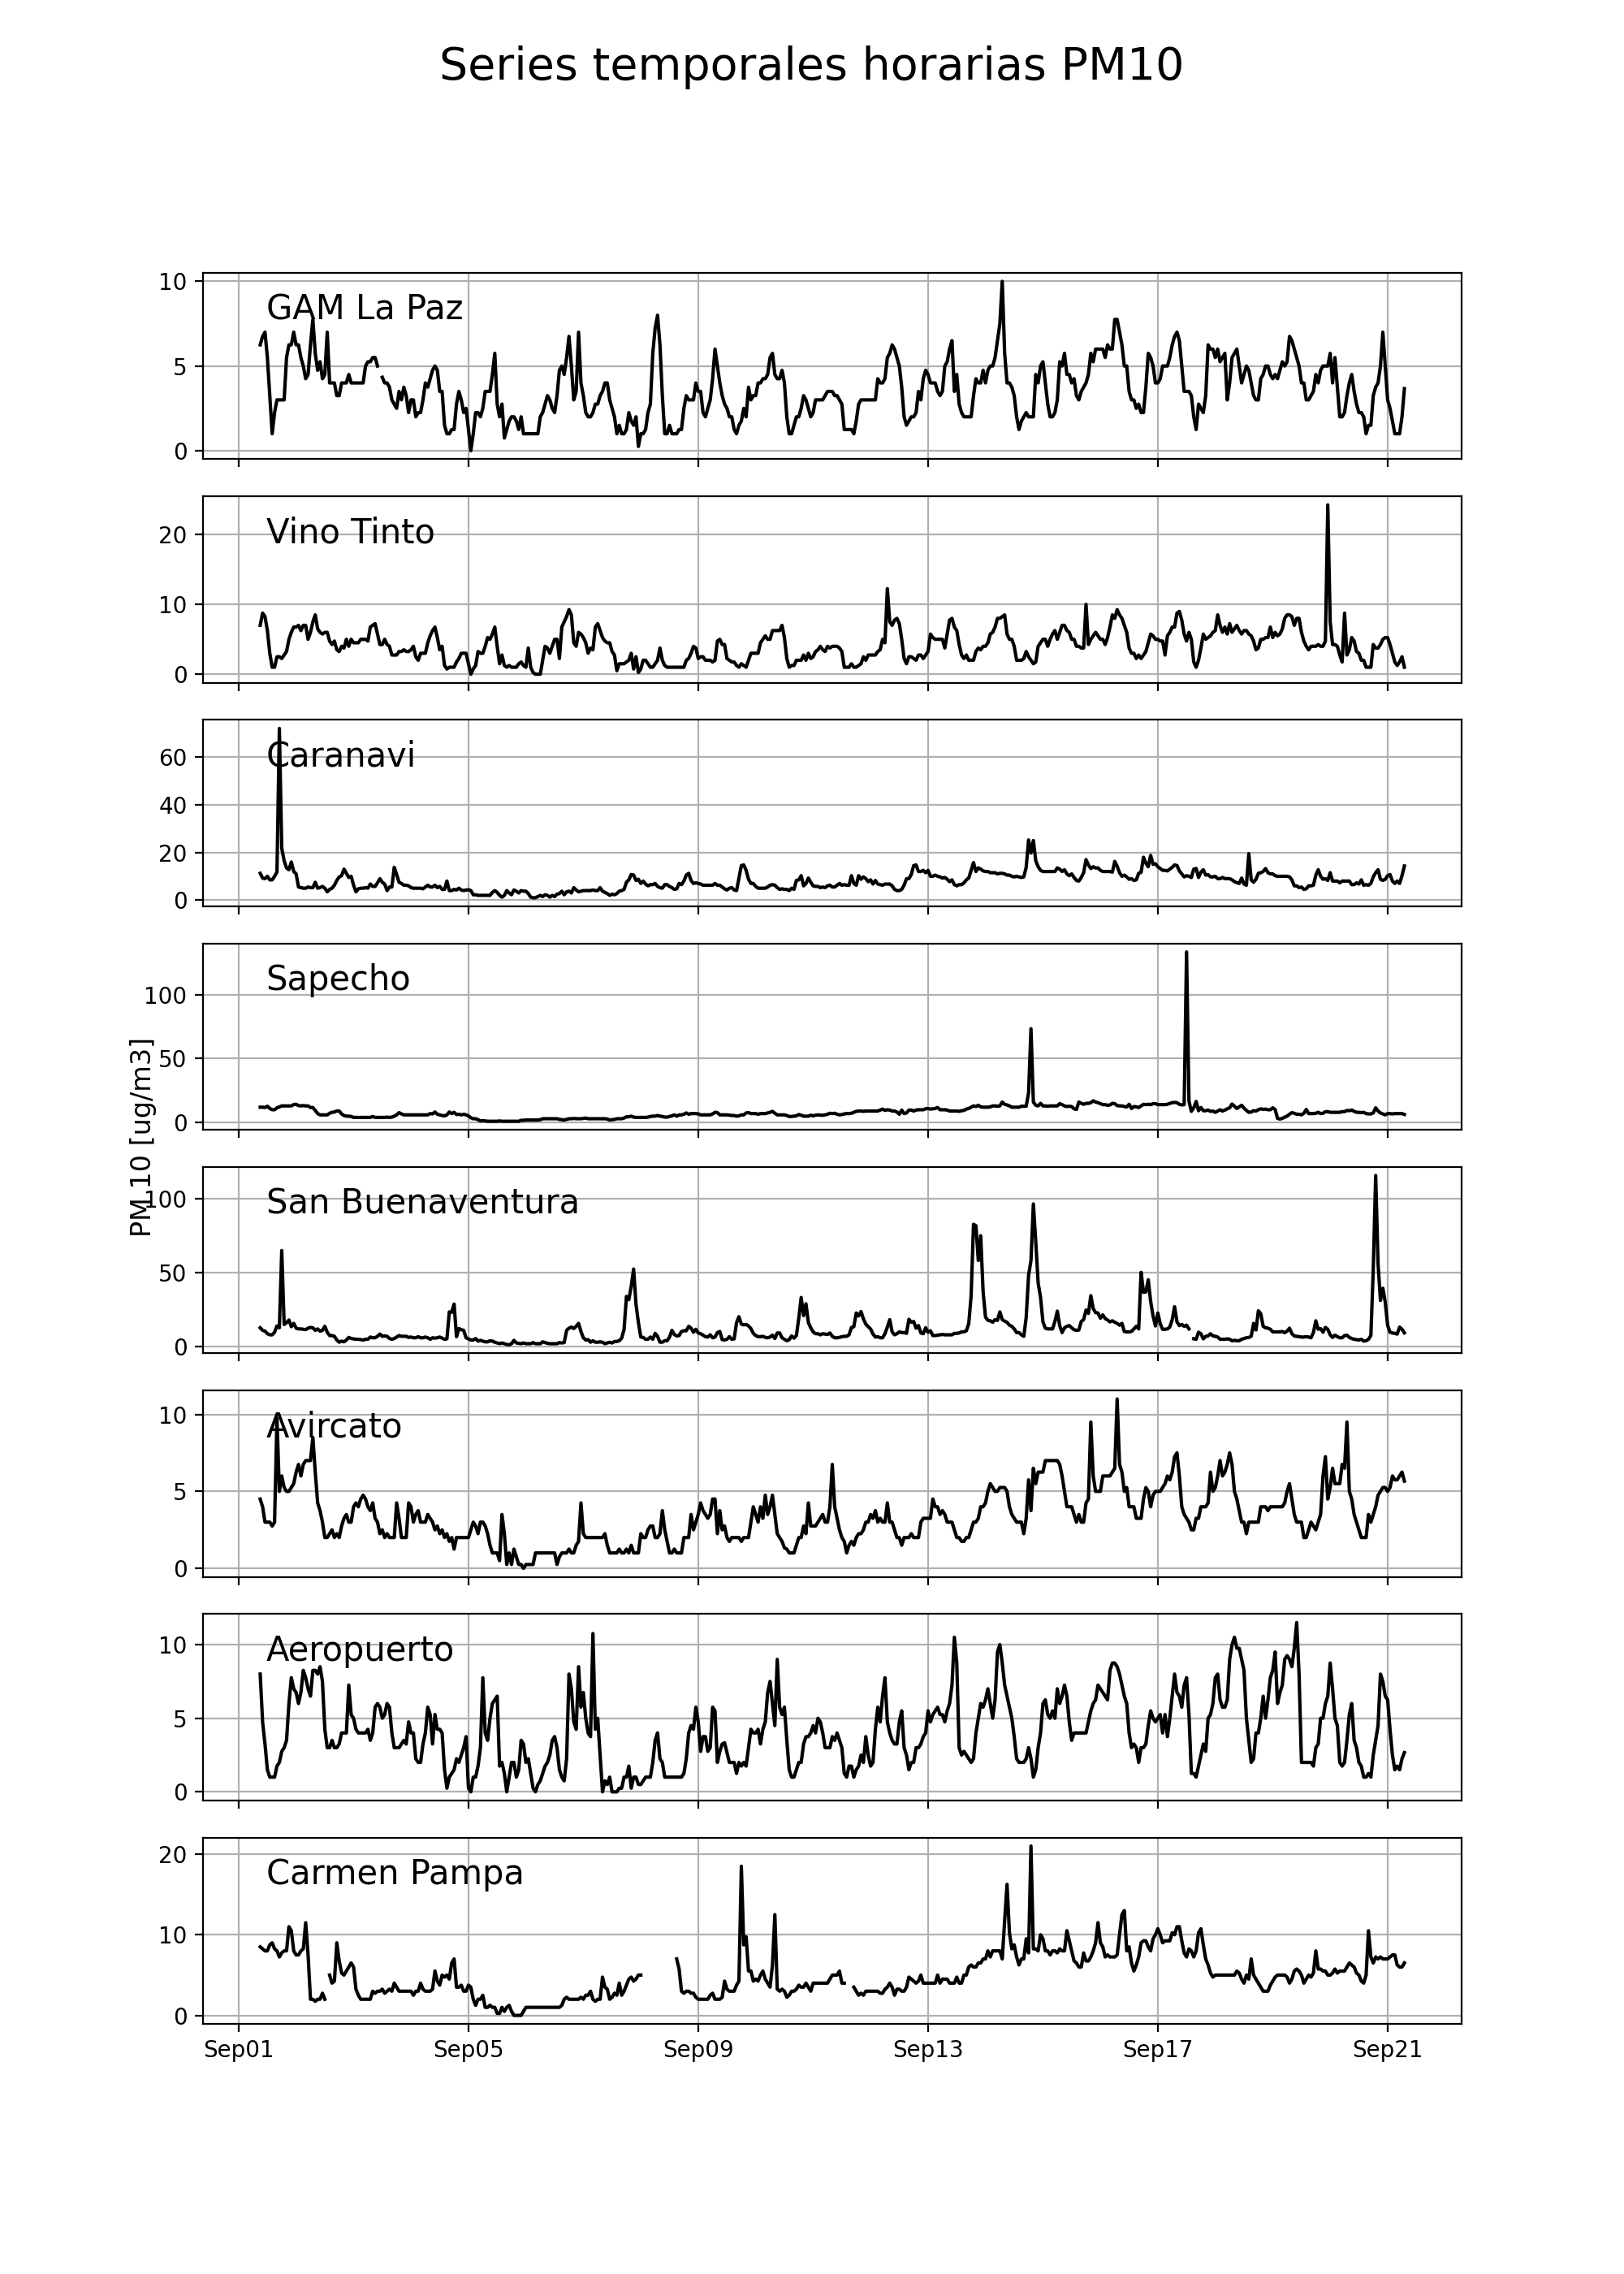 Series temporales horarias PM10
GAM La Paz
10
5
0
Vino Tinto
20
10
0
Caranavi
60
40
20
0
Sapecho
100
50
0
PM 10 [ug/m3]
San Buenaventura
100
50
0
Avircato
10
5
0
Aeropuerto
10
5
0
Carmen Pampa
20
10
0
Sep01 Sep05 Sep09 Sep13 Sep17 Sep21